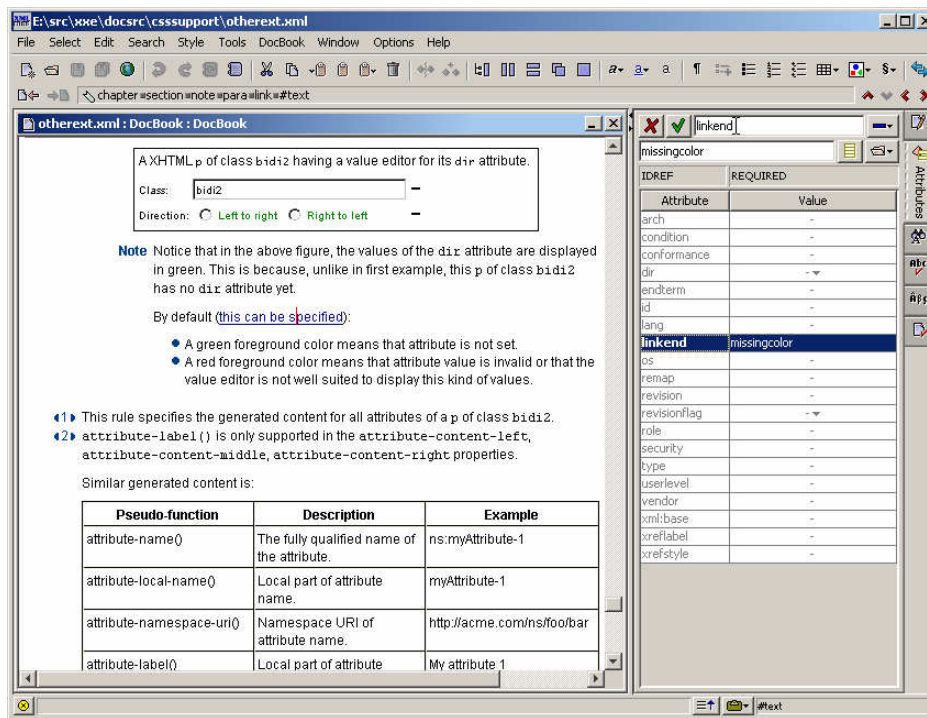 E:\src\xxe\docsrc\csssupport\otherext.xml
File Select Edit Search Style Tools DocBook Window Options Help
chapter section note para link #text
otherext.xml : DocBook : DocBook
A XHTML p of class bidi2 having a value editor for its dir attribute.
Class: bidi2
Direction: Left to right Right to left
Note Notice that in the above figure, the values of the dir attribute are displayed
in green. This is because, unlike in first example, this p of class bidi2
has no dir attribute yet.
By default (this can be specified):
A green foreground color means that attribute is not set.
A red foreground color means that attribute value is invalid or that the
value editor is not well suited to display this kind of values.
1 This rule specifies the generated content for all attributes of a p of class bidi2.
2 attribute-label() is only supported in the attribute-content-left,
attribute-content-middle, attribute-content-right properties.
Similar generated content is:
Pseudo-function Description Example
attribute-name() The fully qualified name of ns:myAttribute-1
the attribute.
attribute-local-name() Local part of attribute myAttribute-1
name.
attribute-namespace-uri() Namespace URI of http://acme.com/ns/foo/bar
attribute name.
attribute-label() Local part of attribute My attribute 1
linkend
missingcolor
IDREF REQUIRED
Attribute Value
arch -
condition -
conformance -
dir -
endterm -
id -
lang -
linkend missingcolor
os -
remap -
revision -
revisionflag -
role -
security -
type -
userlevel -
vendor -
xml:base -
xreflabel -
xrefstyle -
Attributes
Abc
#text